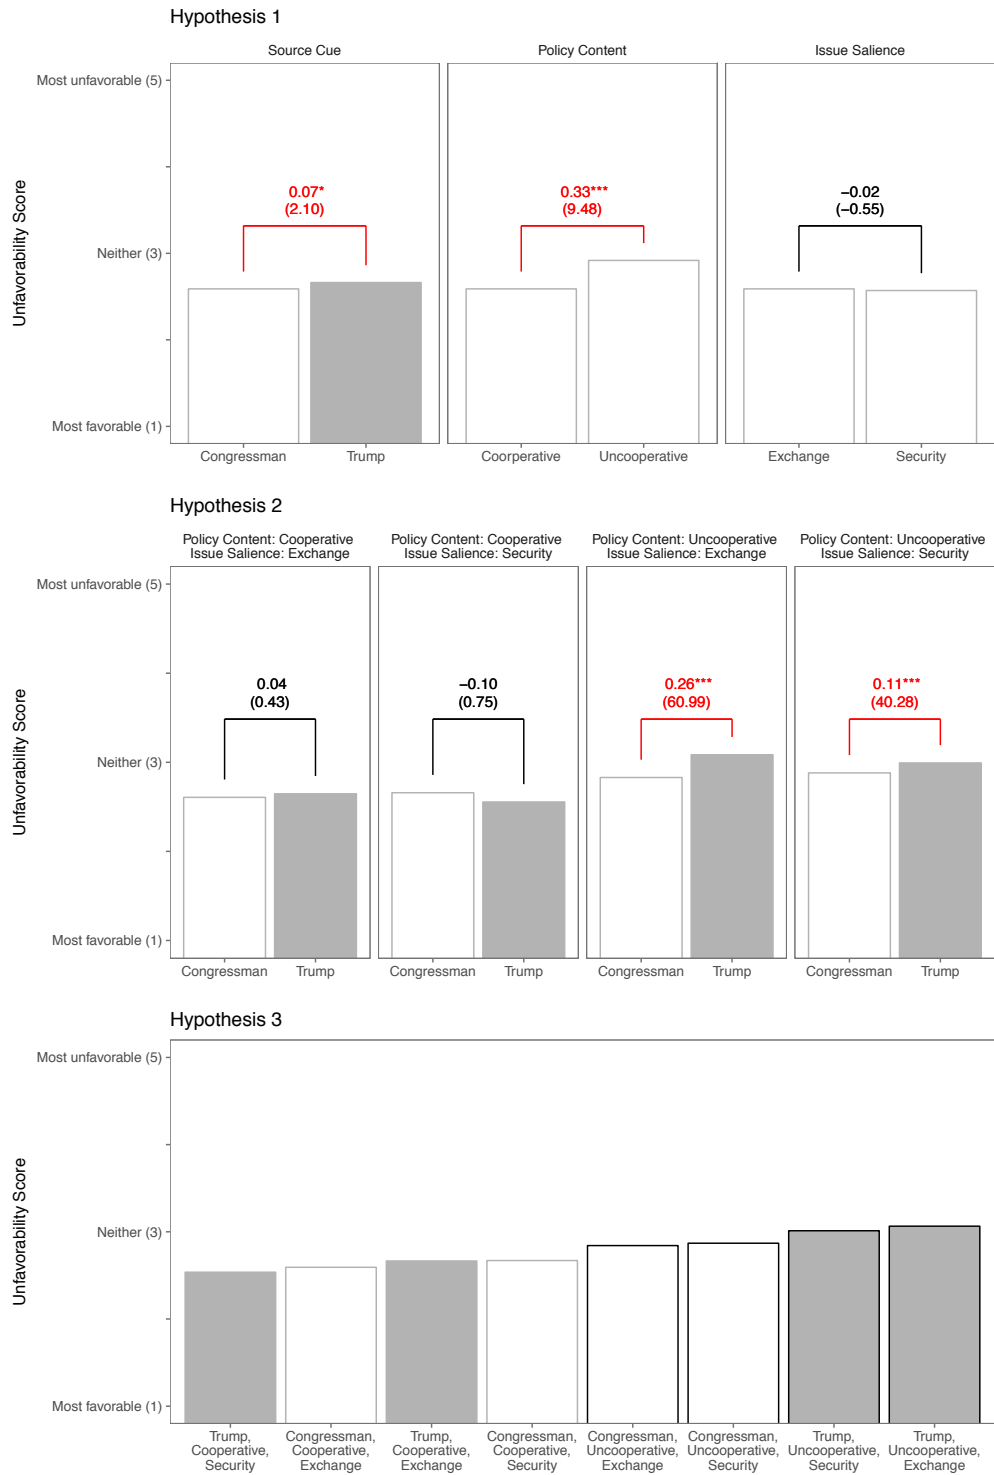 Hypothesis 1
Source Cue
Policy Content
Issue Salience
Unfavorability Score
Most unfavorable (5)
Neither (3)
Most favorable (1)
0.07*
(2.10)
0.33***
(9.48)
−0.02
(−0.55)
Congressman
Trump
Coorperative
Uncooperative
Exchange
Security
Hypothesis 2
Policy Content: Cooperative
Issue Salience: Exchange
Policy Content: Cooperative
Issue Salience: Security
Policy Content: Uncooperative
Issue Salience: Exchange
Policy Content: Uncooperative
Issue Salience: Security
Unfavorability Score
Most unfavorable (5)
Neither (3)
Most favorable (1)
0.04
(0.43)
−0.10
(0.75)
0.26***
(60.99)
0.11***
(40.28)
Congressman
Trump
Congressman
Trump
Congressman
Trump
Congressman
Trump
Hypothesis 3
Unfavorability Score
Most unfavorable (5)
Neither (3)
Most favorable (1)
Trump,
Cooperative,
Security
Congressman,
Cooperative,
Exchange
Trump,
Cooperative,
Exchange
Congressman,
Cooperative,
Security
Congressman,
Uncooperative,
Exchange
Congressman,
Uncooperative,
Security
Trump,
Uncooperative,
Security
Trump,
Uncooperative,
Exchange